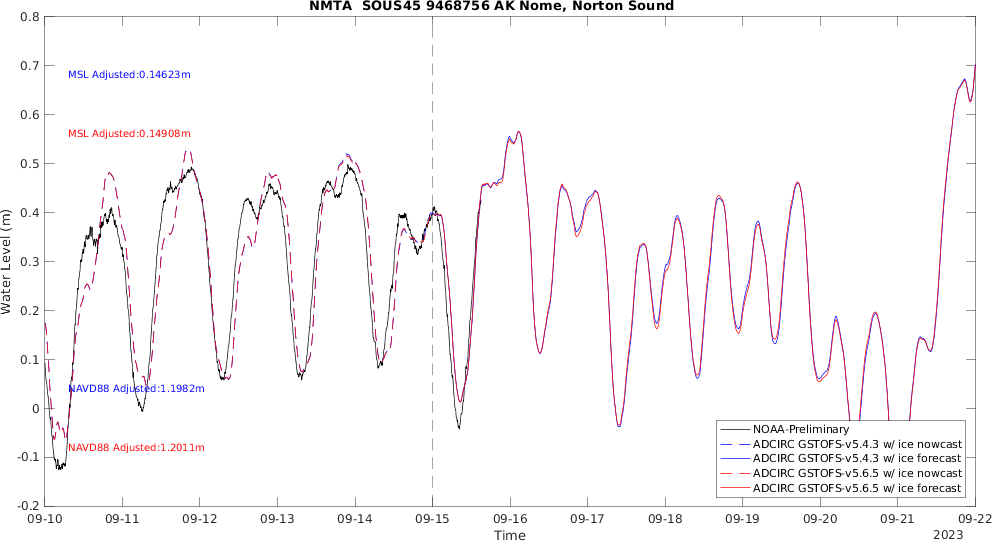 NMTA SOUS45 9468756 AK Nome, Norton Sound
0.8
0.7
0.6
0.5
0.4
0.3
0.2
0.1
0
-0.1
-0.2
Water Level (m)
MSL Adjusted:0.14623m
MSL Adjusted:0.14908m
NAVD88 Adjusted:1.1982m
NAVD88 Adjusted:1.2011m
NOAA-Preliminary
ADCIRC GSTOFS-v5.4.3 w/ ice nowcast
ADCIRC GSTOFS-v5.4.3 w/ ice forecast
ADCIRC GSTOFS-v5.6.5 w/ ice nowcast
ADCIRC GSTOFS-v5.6.5 w/ ice forecast
09-10 09-11 09-12 09-13 09-14 09-15 09-16 09-17 09-18 09-19 09-20 09-21 09-22
Time
2023